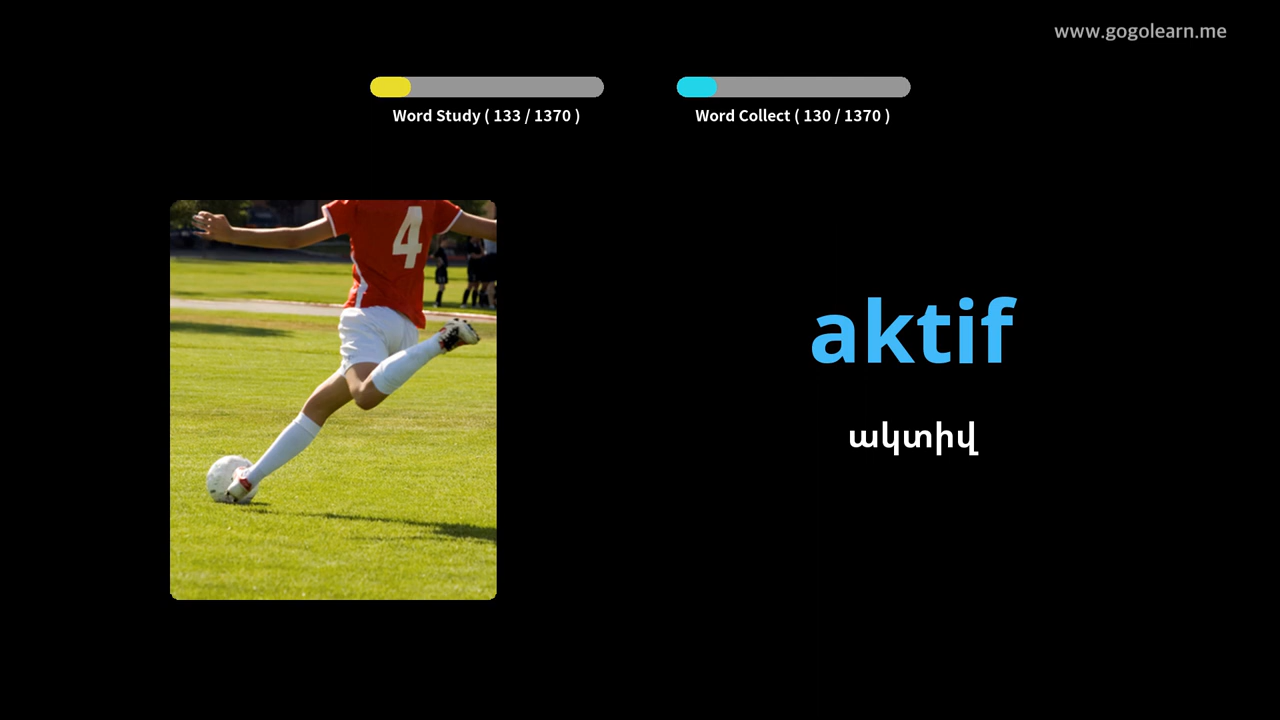 www.gogolearn.me
Word Study ( 133 / 1370 )
Word Collect ( 130 / 1370 )
4
aktif
ակտիվ